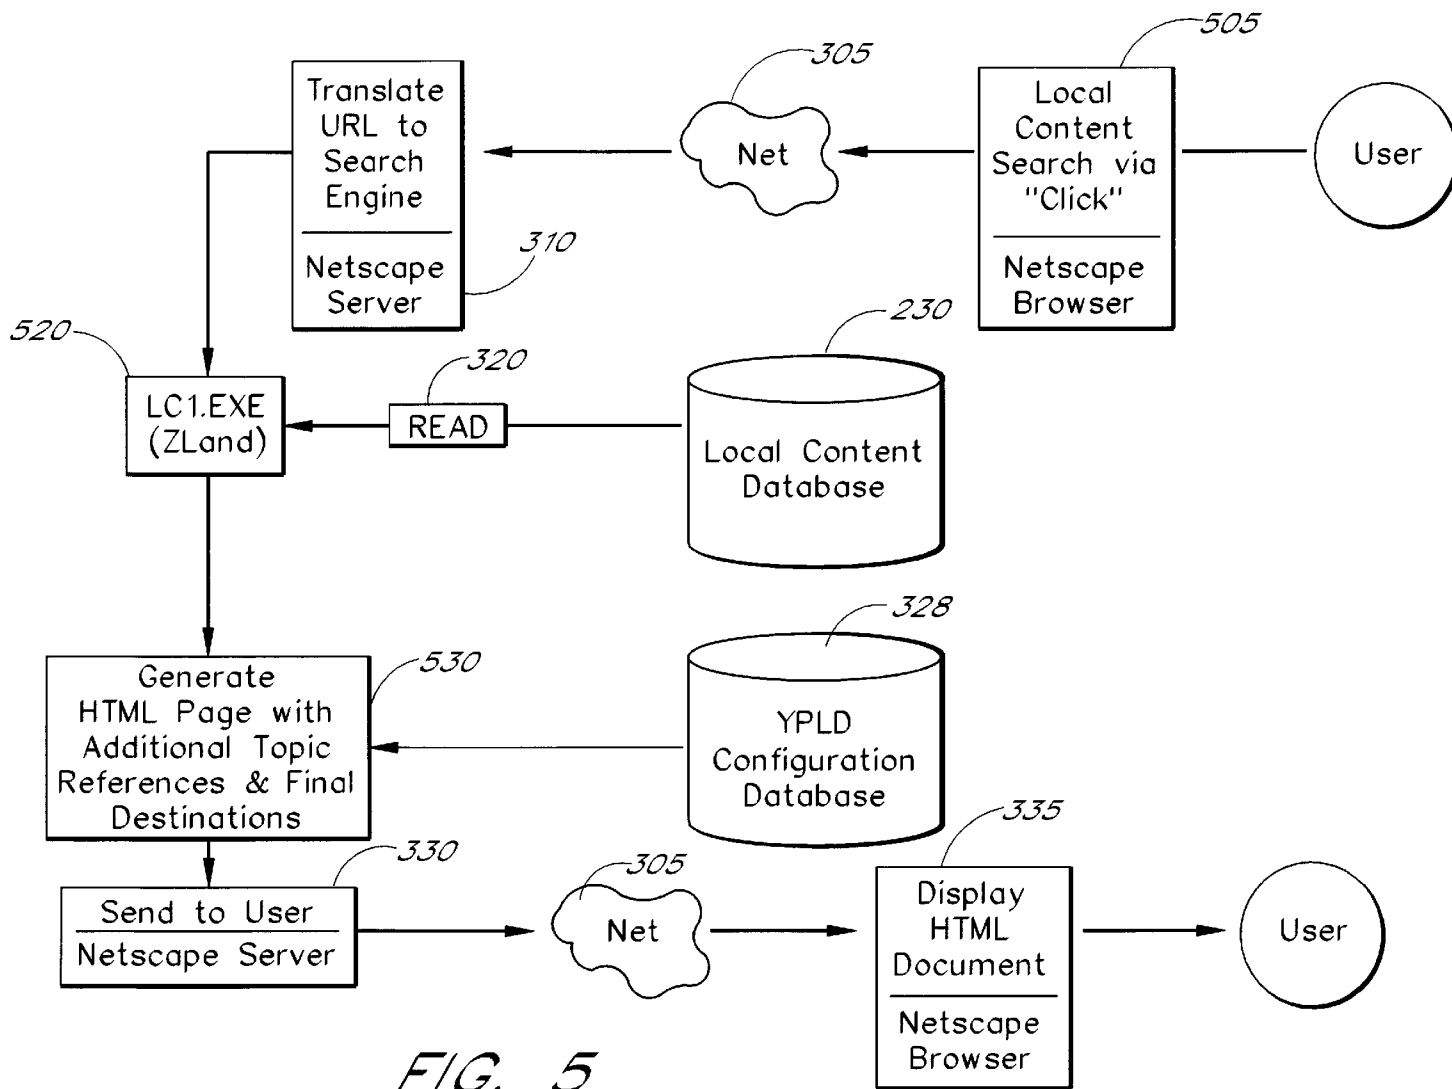 505
305
Translate
URL to
Search
Engine
Netscape
Server
310
Net
Local
Content
Search via
"Click"
Netscape
Browser
User
520
LC1.EXE
(ZLand)
320
READ
230
Local Content
Database
328
YPLD
Configuration
Database
530
Generate
HTML Page with
Additional Topic
References & Final
Destinations
330
Send to User
Netscape Server
305
Net
335
Display
HTML
Document
Netscape
Browser
User
FIG. 5